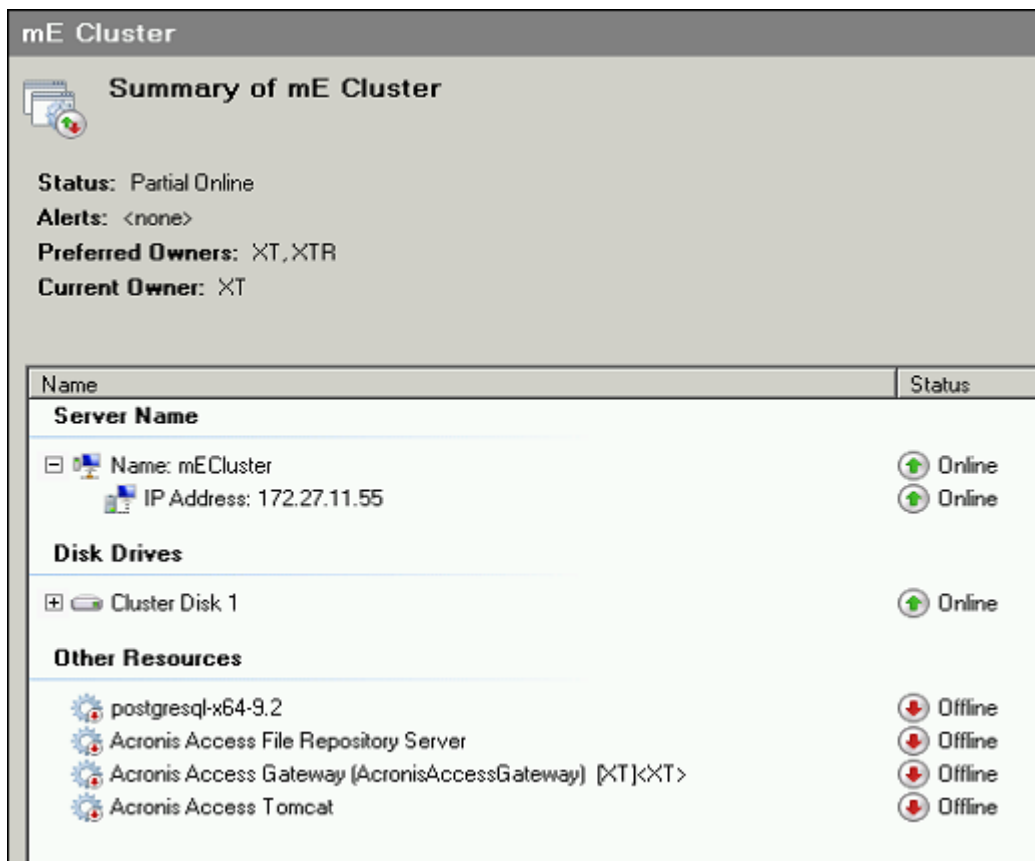 mE Cluster
Summary of mE Cluster
Status: Partial Online
Alerts: <none>
Preferred Owners: XT, XTR
Current Owner: XT
Name Status
Server Name
Name: mECluster Online
IP Address: 172.27.11.55 Online
Disk Drives
Cluster Disk 1 Online
Other Resources
postgresql-x64-9.2 Offline
Acronis Access File Repository Server Offline
Acronis Access Gateway (AcronisAccessGateway) [XT]<XT> Offline
Acronis Access Tomcat Offline